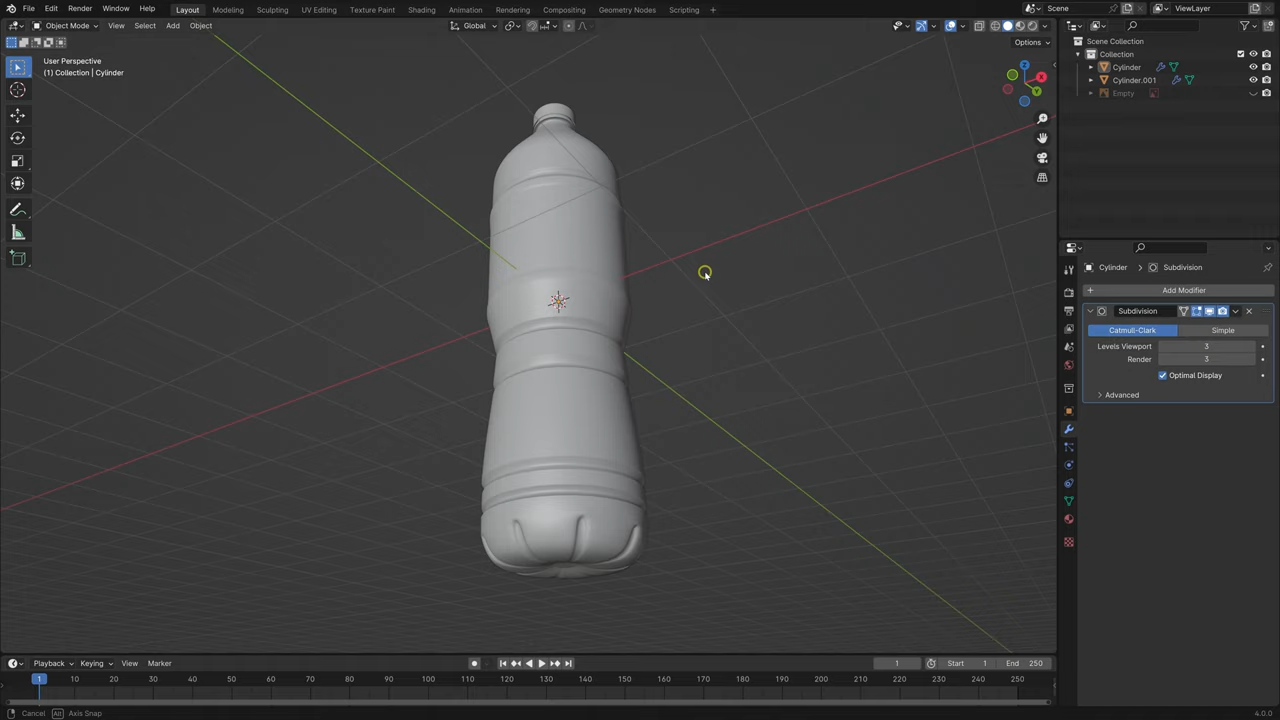 File Edit Render Window Help Layout Modeling Sculpting UV Editing Texture Paint Shading Animation Rendering Compositing Geometry Nodes Scripting Scene ViewLayer
Object Mode View Select Add Object Global
Options
User Perspective
(1) Collection | Cylinder
Z
X
Y
Scene Collection
Collection
Cylinder
Cylinder.001
Empty
Cylinder > Subdivision
+ Add Modifier
Subdivision
Catmull-Clark Simple
Levels Viewport 3
Render 3
Optimal Display
Advanced
Playback Keying View Marker 1 Start 1 End 250
1 10 20 30 40 50 60 70 80 90 100 110 120 130 140 150 160 170 180 190 200 210 220 230 240 250
Cancel Alt Axis Snap 4.0.0